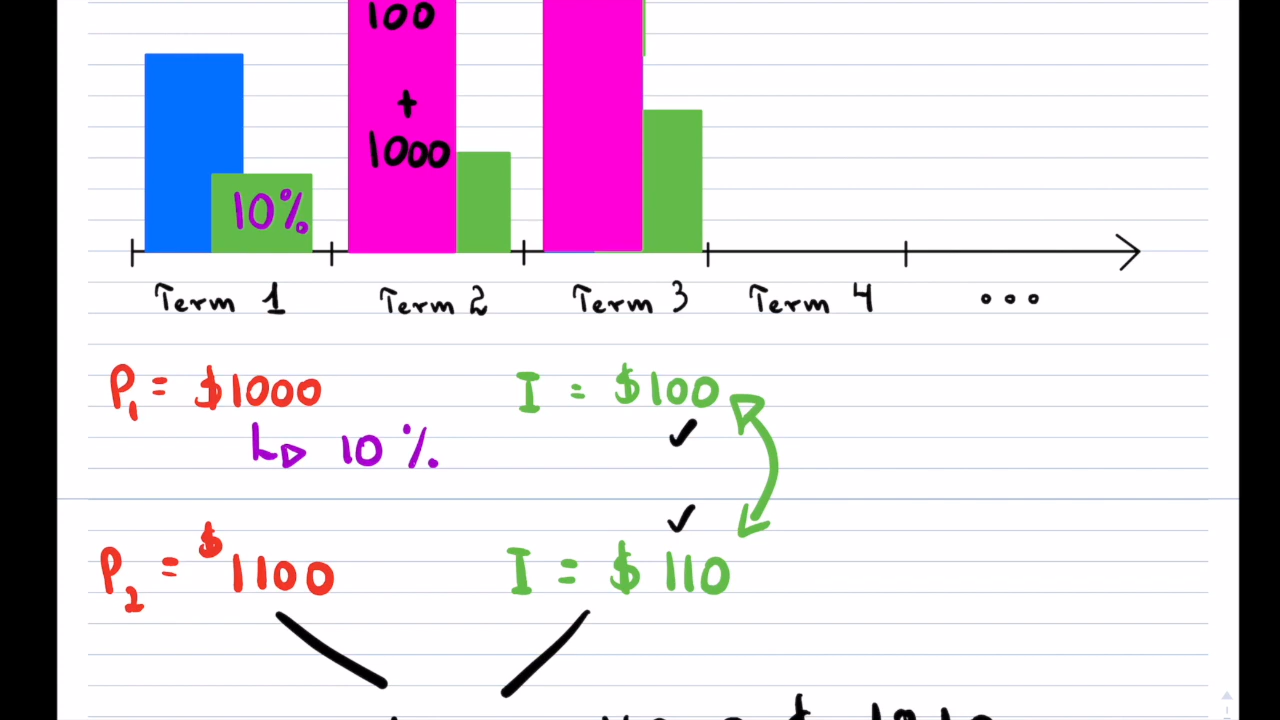 100
+
1000
10%
Term 1 Term 2 Term 3 Term 4 ...
P1 = $1000 I = $100
10%
P2 = $1100 I = $110